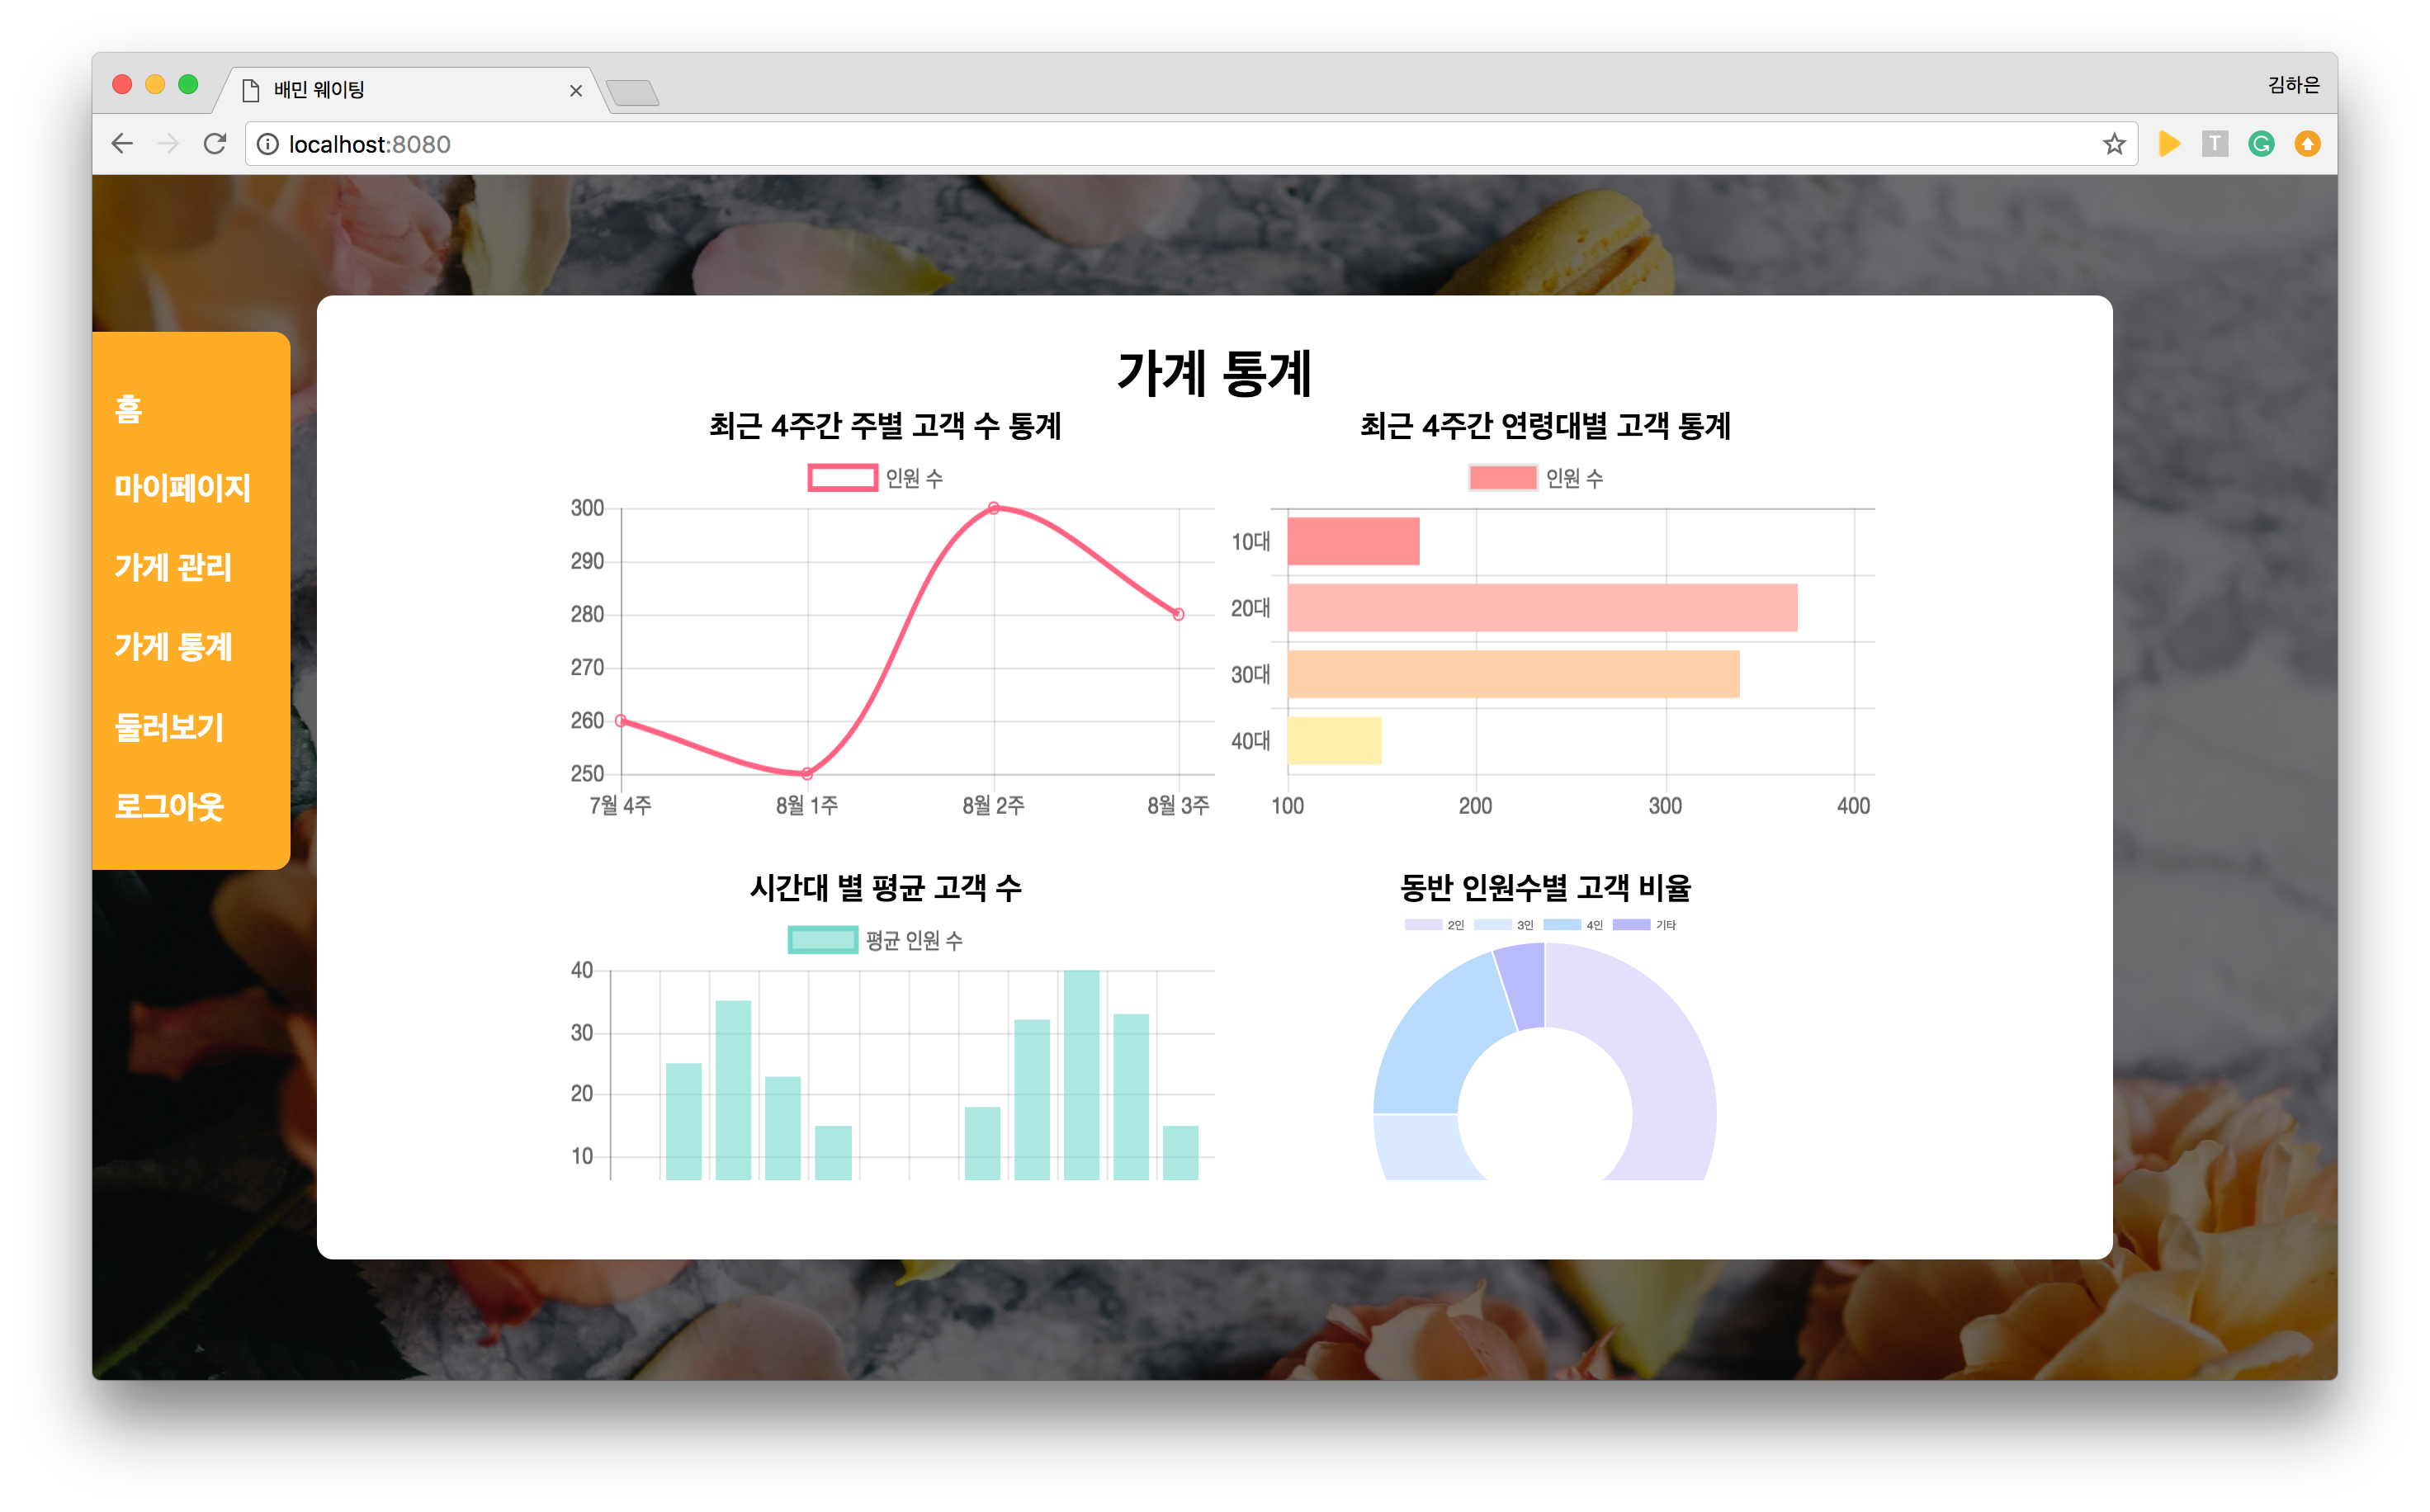 배민 웨이팅
김하은
localhost:8080
T
G
홈
마이페이지
가게 관리
가게 통계
둘러보기
로그아웃
가계 통계
최근 4주간 주별 고객 수 통계
인원 수
300
290
280
270
260
250
7월 4주 8월 1주 8월 2주 8월 3주
최근 4주간 연령대별 고객 통계
인원 수
10대
20대
30대
40대
100 200 300 400
시간대 별 평균 고객 수
평균 인원 수
40
30
20
10
동반 인원수별 고객 비율
2인 3인 4인 기타